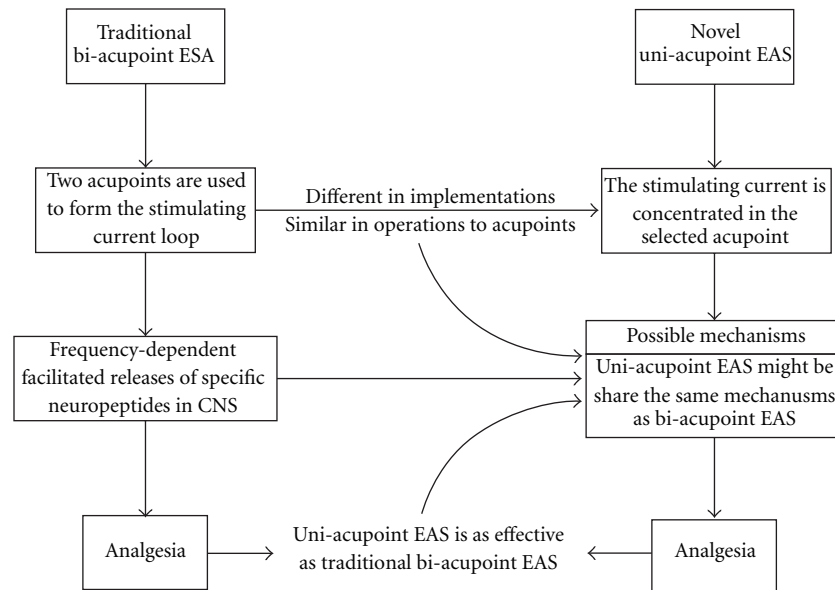 Traditional
bi-acupoint ESA
Novel
uni-acupoint EAS
Two acupoints are used
to form the stimulating
current loop
Different in implementations
Similar in operations to acupoints
The stimulating current is
concentrated in the
selected acupoint
Frequency-dependent
facilitated releases of specific
neuropeptides in CNS
Possible mechanisms
Uni-acupoint EAS might be
share the same mechanusms
as bi-acupoint EAS
Analgesia
Uni-acupoint EAS is as effective
as traditional bi-acupoint EAS
Analgesia